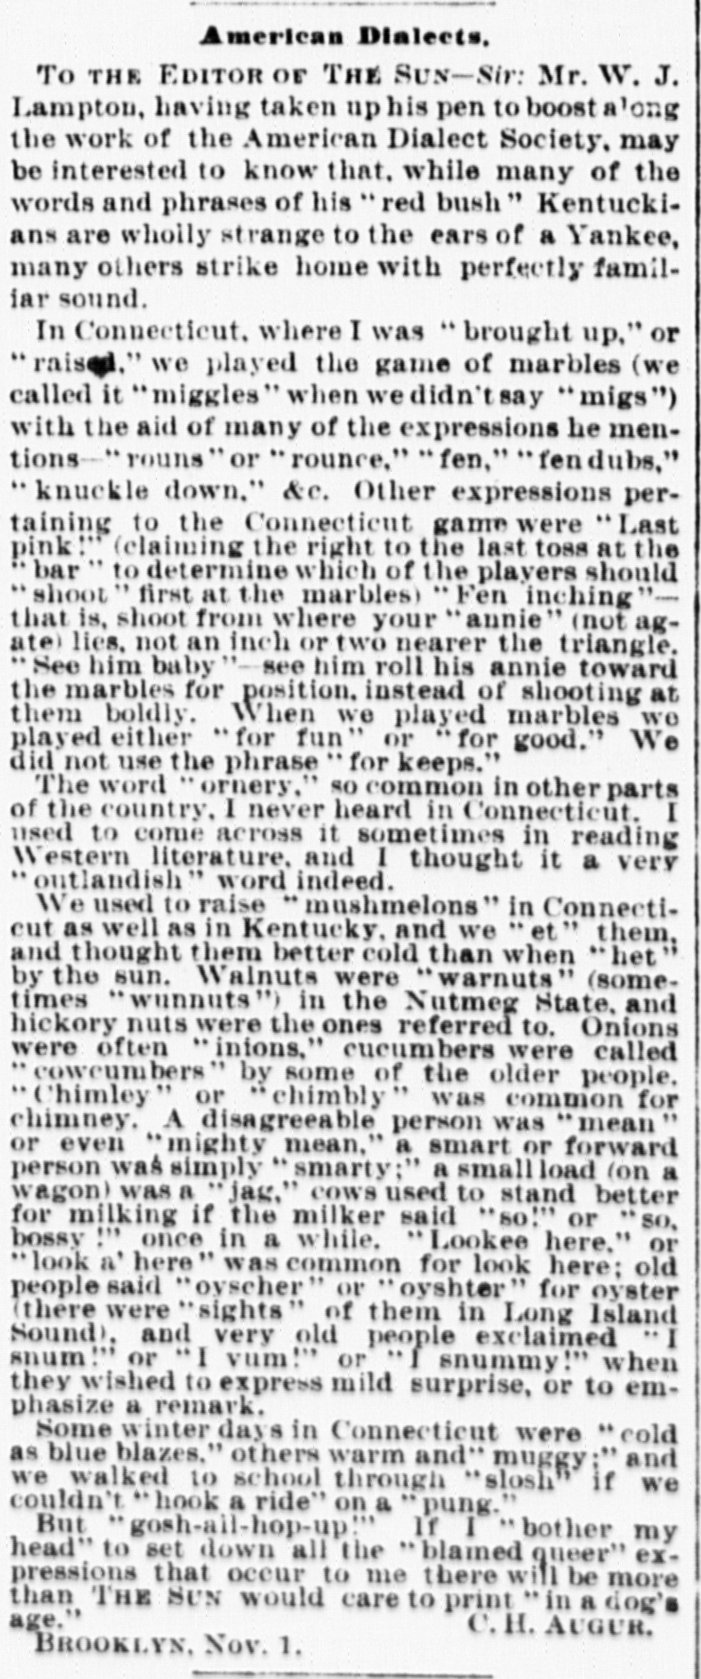 American Dialects.
TO THE EDITOR OF THE SUN—Sir: Mr. W. J.
Lampton, having taken up his pen to boost along
the work of the American Dialect Society, may
be interested to know that, while many of the
words and phrases of his "red bush" Kentucki-
ans are wholly strange to the ears of a Yankee,
many others strike home with perfectly famil-
iar sound.
In Connecticut, where I was "brought up," or
"raised," we played the game of marbles (we
called it "miggles" when we didn't say "migs")
with the aid of many of the expressions he men-
tions—"rouns" or "rounce," "fen," "fen dubs,"
"knuckle down," &c. Other expressions per-
taining to the Connecticut game were "Last
pink!" (claiming the right to the last toss at the
"bar" to determine which of the players should
"shoot" first at the marbles) "Fen inching"—
that is, shoot from where your "annie" (not ag-
ate) lies, not an inch or two nearer the triangle.
"See him baby"—see him roll his annie toward
the marbles for position, instead of shooting at
them boldly. When we played marbles we
played either "for fun" or "for good." We
did not use the phrase "for keeps."
The word "ornery," so common in other parts
of the country, I never heard in Connecticut. I
used to come across it sometimes in reading
Western literature, and I thought it a very
"outlandish" word indeed.
We used to raise "mushmelons" in Connecti-
cut as well as in Kentucky, and we "et" them,
and thought them better cold than when "het"
by the sun. Walnuts were "warnuts" (some-
times "wunnuts") in the Nutmeg State, and
hickory nuts were the ones referred to. Onions
were often "inions," cucumbers were called
"cowcumbers" by some of the older people.
"Chimley" or "chimbly" was common for
chimney. A disagreeable person was "mean"
or even "mighty mean," a smart or forward
person was simply "smarty;" a small load (on a
wagon) was a "jag," cows used to stand better
for milking if the milker said "so!" or "so,
bossy!" once in a while. "Lookee here," or
"look a' here" was common for look here; old
people said "oyscher" or "oyshter" for oyster
(there were "sights" of them in Long Island
Sound), and very old people exclaimed "I
snum!" or "I vum!" or "I snummy!" when
they wished to express mild surprise, or to em-
phasize a remark.
Some winter days in Connecticut were "cold
as blue blazes," others warm and "muggy;" and
we walked to school through "slosh" if we
couldn't "hook a ride" on a "pung."
But "gosh-all-hop-up!" If I "bother my
head" to set down all the "blamed queer" ex-
pressions that occur to me there will be more
than THE SUN would care to print "in a dog's
age." C. H. AUGUR.
BROOKLYN, Nov. 1.